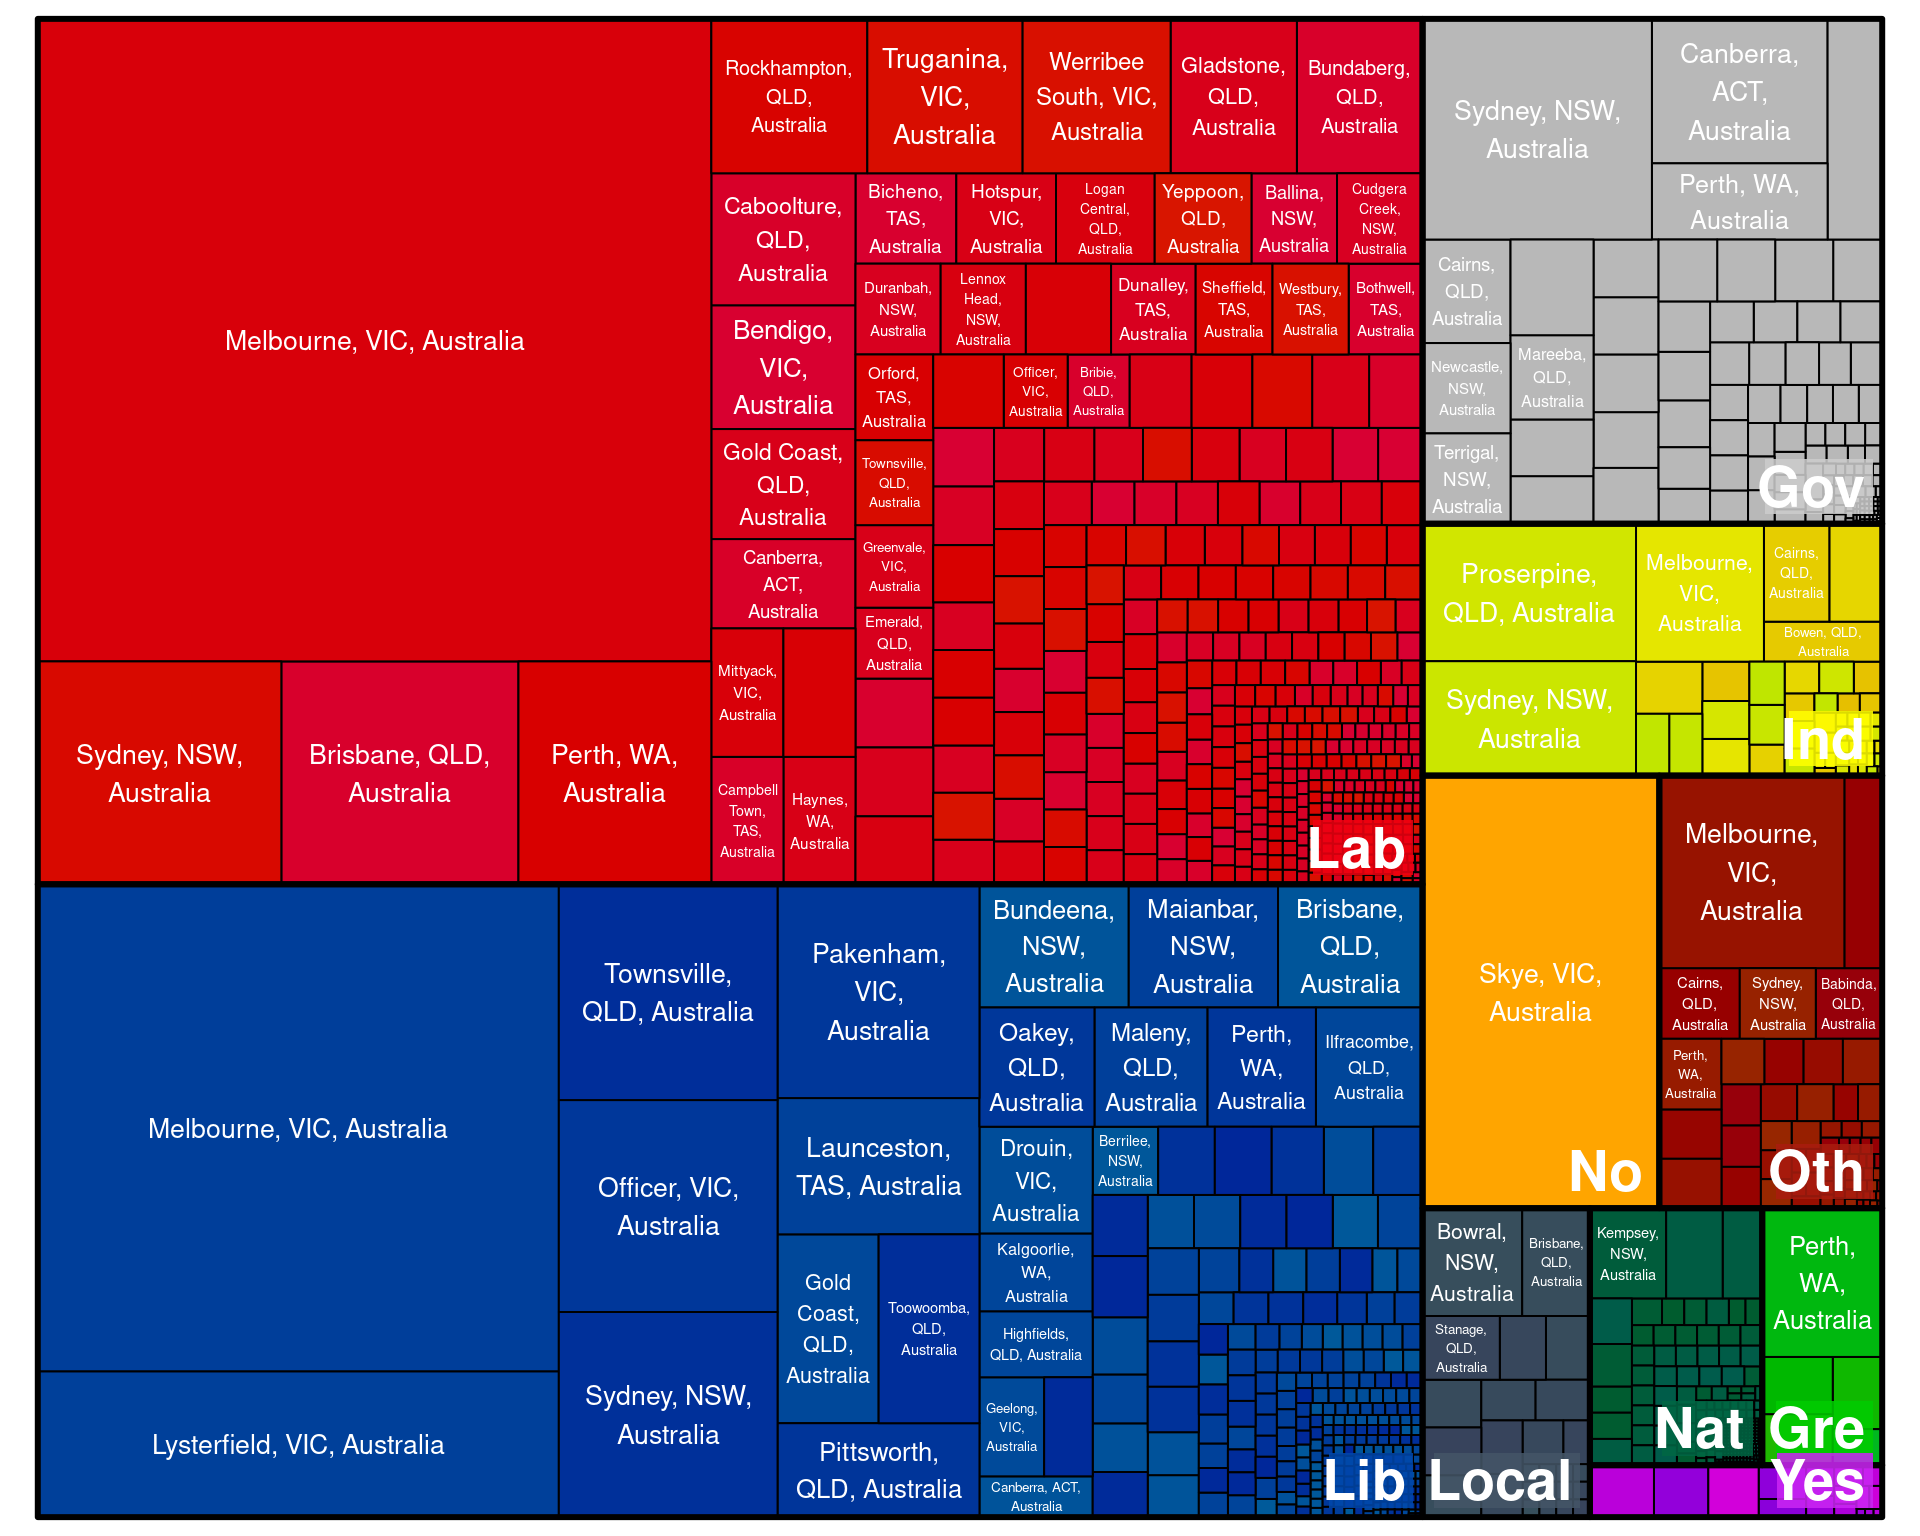 Melbourne, VIC, Australia
Sydney, NSW,
Australia
Brisbane, QLD,
Australia
Perth, WA,
Australia
Rockhampton,
QLD,
Australia
Truganina,
VIC,
Australia
Werribee
South, VIC,
Australia
Gladstone,
QLD,
Australia
Bundaberg,
QLD,
Australia
Caboolture,
QLD,
Australia
Bendigo,
VIC,
Australia
Gold Coast,
QLD,
Australia
Canberra,
ACT,
Australia
Mittyack,
VIC,
Australia
Campbell
Town,
TAS,
Australia
Haynes,
WA,
Australia
Bicheno,
TAS,
Australia
Hotspur,
VIC,
Australia
Logan
Central,
QLD,
Australia
Yeppoon,
QLD,
Australia
Ballina,
NSW,
Australia
Cudgera
Creek,
NSW,
Australia
Duranbah,
NSW,
Australia
Lennox
Head,
NSW,
Australia
Dunalley,
TAS,
Australia
Sheffield,
TAS,
Australia
Westbury,
TAS,
Australia
Bothwell,
TAS,
Australia
Orford,
TAS,
Australia
Officer,
VIC,
Australia
Bribie,
QLD,
Australia
Townsville,
QLD,
Australia
Greenvale,
VIC,
Australia
Emerald,
QLD,
Australia
Lab
Melbourne, VIC, Australia
Lysterfield, VIC, Australia
Townsville,
QLD, Australia
Officer, VIC,
Australia
Sydney, NSW,
Australia
Pakenham,
VIC,
Australia
Launceston,
TAS, Australia
Gold
Coast,
QLD,
Australia
Toowoomba,
QLD,
Australia
Pittsworth,
QLD, Australia
Bundeena,
NSW,
Australia
Maianbar,
NSW,
Australia
Brisbane,
QLD,
Australia
Oakey,
QLD,
Australia
Maleny,
QLD,
Australia
Perth,
WA,
Australia
Ilfracombe,
QLD,
Australia
Drouin,
VIC,
Australia
Berrilee,
NSW,
Australia
Kalgoorlie,
WA,
Australia
Highfields,
QLD, Australia
Geelong,
VIC,
Australia
Canberra, ACT,
Australia
Lib
Sydney, NSW,
Australia
Canberra,
ACT,
Australia
Perth, WA,
Australia
Cairns,
QLD,
Australia
Newcastle,
NSW,
Australia
Mareeba,
QLD,
Australia
Terrigal,
NSW,
Australia
Gov
Proserpine,
QLD, Australia
Melbourne,
VIC,
Australia
Cairns,
QLD,
Australia
Bowen, QLD,
Australia
Sydney, NSW,
Australia
Ind
Skye, VIC,
Australia
No
Melbourne,
VIC,
Australia
Cairns,
QLD,
Australia
Sydney,
NSW,
Australia
Babinda,
QLD,
Australia
Perth,
WA,
Australia
Oth
Bowral,
NSW,
Australia
Brisbane,
QLD,
Australia
Stanage,
QLD,
Australia
Local
Kempsey,
NSW,
Australia
Nat
Perth,
WA,
Australia
Gre
Yes